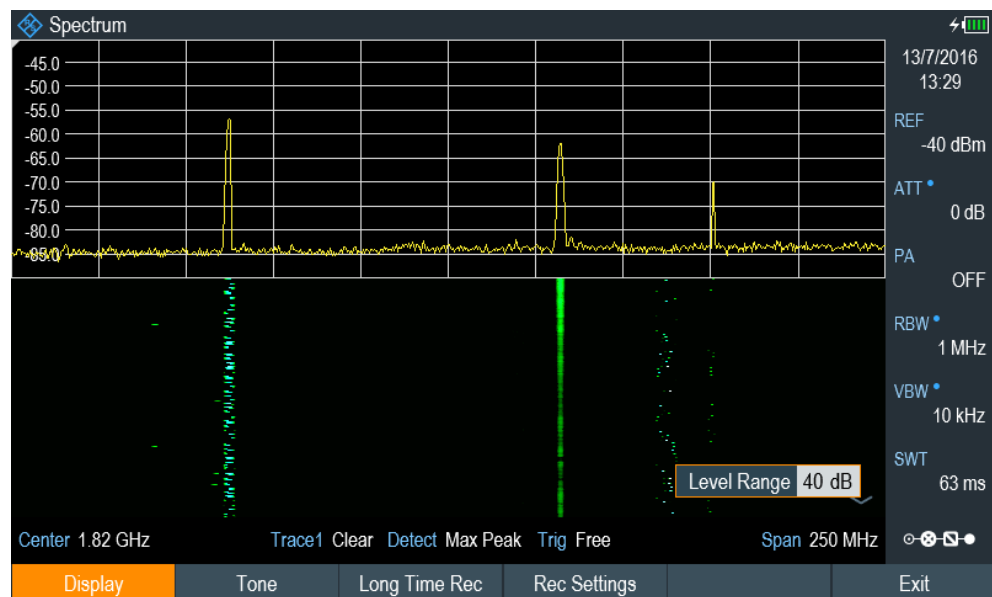 Spectrum
-45.0
-50.0
-55.0
-60.0
-65.0
-70.0
-75.0
-80.0
-85.0
13/7/2016
13:29
REF
-40 dBm
ATT
0 dB
PA
OFF
RBW
1 MHz
VBW
10 kHz
SWT
63 ms
Level Range 40 dB
Center 1.82 GHz Trace1 Clear Detect Max Peak Trig Free Span 250 MHz
Display Tone Long Time Rec Rec Settings Exit